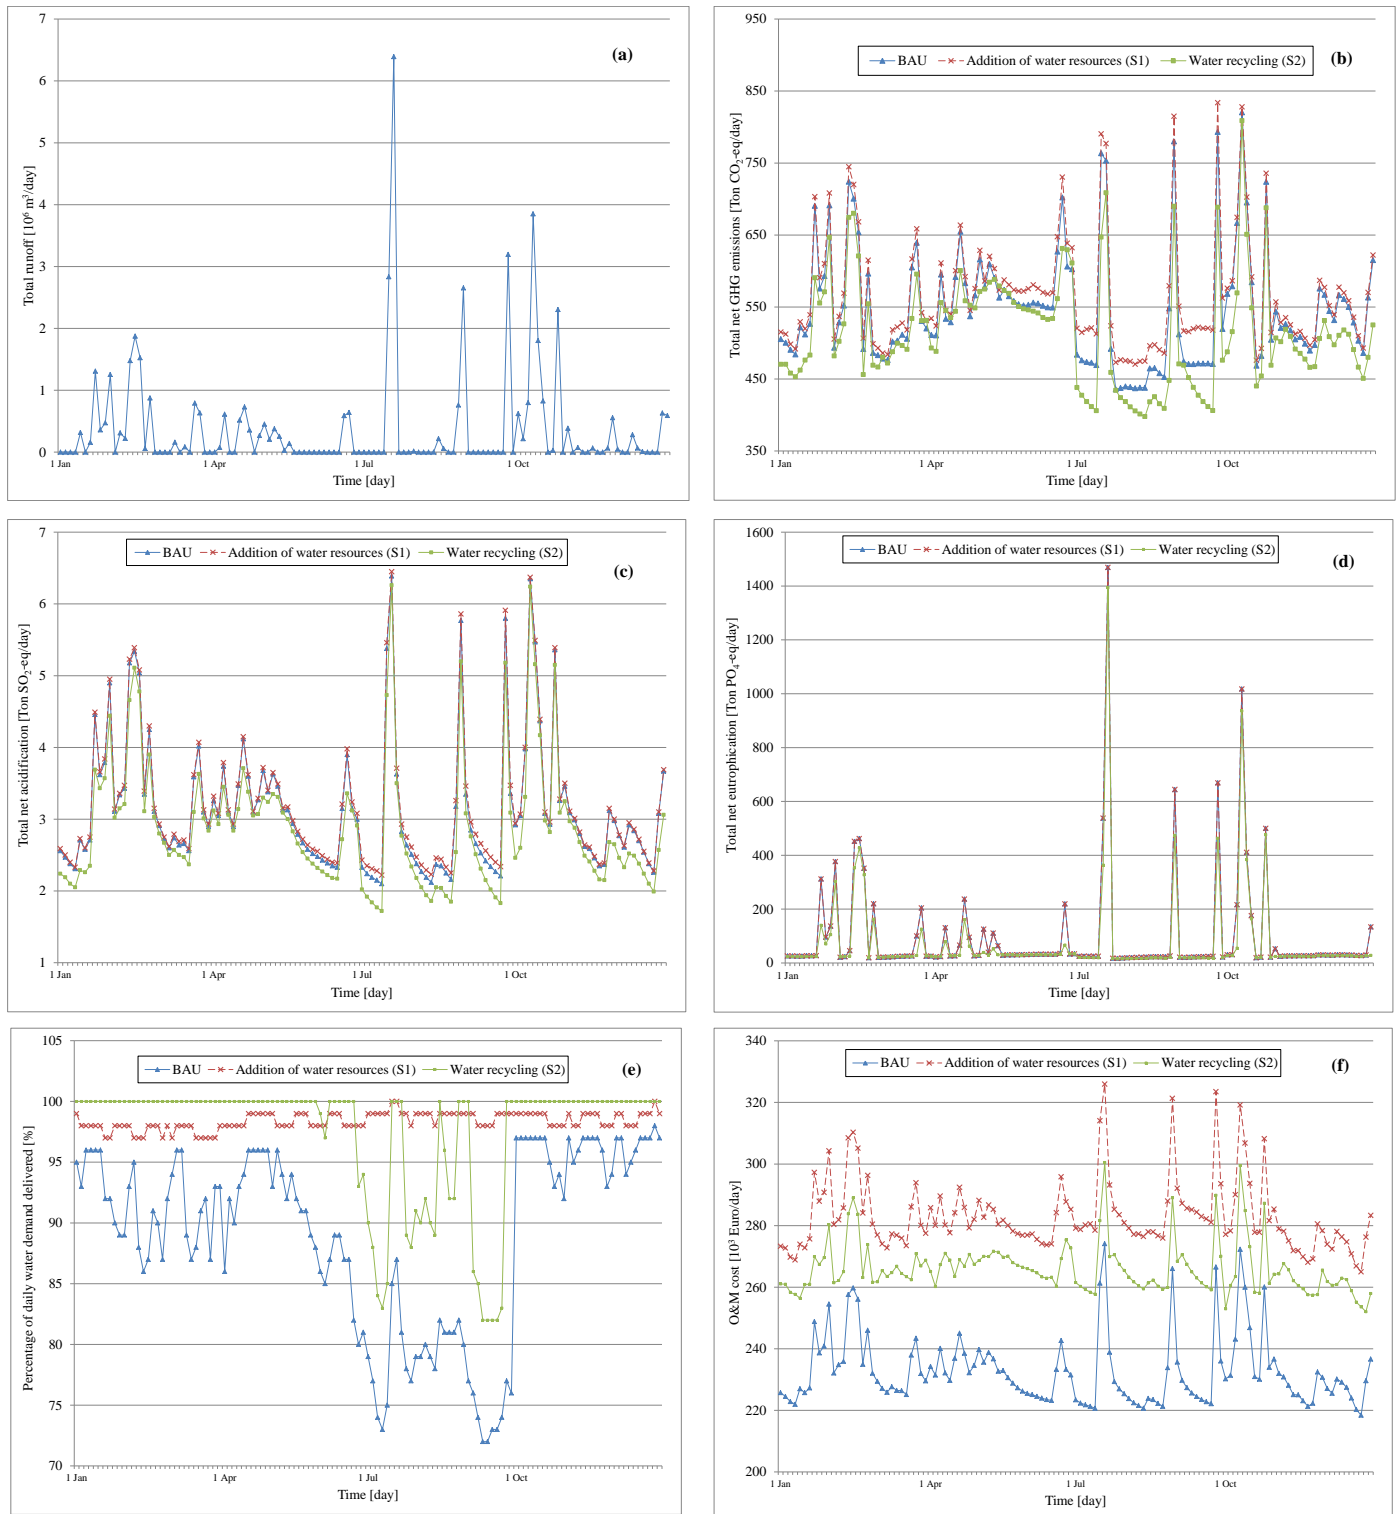 (a)
Total runoff [10⁶ m³/day]
7
6
5
4
3
2
1
0
1 Jan
1 Apr
1 Jul
1 Oct
Time [day]
(b)
BAU Addition of water resources (S1) Water recycling (S2)
Total net GHG emissions [Ton CO₂-eq/day]
950
850
750
650
550
450
350
1 Jan
1 Apr
1 Jul
1 Oct
Time [day]
(c)
BAU Addition of water resources (S1) Water recycling (S2)
Total net acidification [Ton SO₂-eq/day]
7
6
5
4
3
2
1
1 Jan
1 Apr
1 Jul
1 Oct
Time [day]
(d)
BAU Addition of water resources (S1) Water recycling (S2)
Total net europhication [Ton PO₄-eq/day]
1600
1400
1200
1000
800
600
400
200
0
1 Jan
1 Apr
1 Jul
1 Oct
Time [day]
(e)
BAU Addition of water resources (S1) Water recycling (S2)
Percentage of daily water demand delivered [%]
105
100
95
90
85
80
75
70
1 Jan
1 Apr
1 Jul
1 Oct
Time [day]
(f)
BAU Addition of water resources (S1) Water recycling (S2)
O&M cost [10³ Euro/day]
340
320
300
280
260
240
220
200
1 Jan
1 Apr
1 Jul
1 Oct
Time [day]